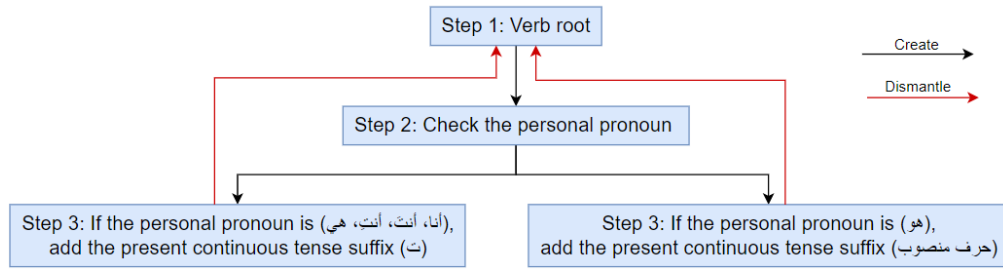 Step 1: Verb root
Create
Dismantle
Step 2: Check the personal pronoun
Step 3: If the personal pronoun is (أنا، أنتَ، أنتِ، هي),
add the present continuous tense suffix (ت)
Step 3: If the personal pronoun is (هو),
add the present continuous tense suffix (حرف منصوب)